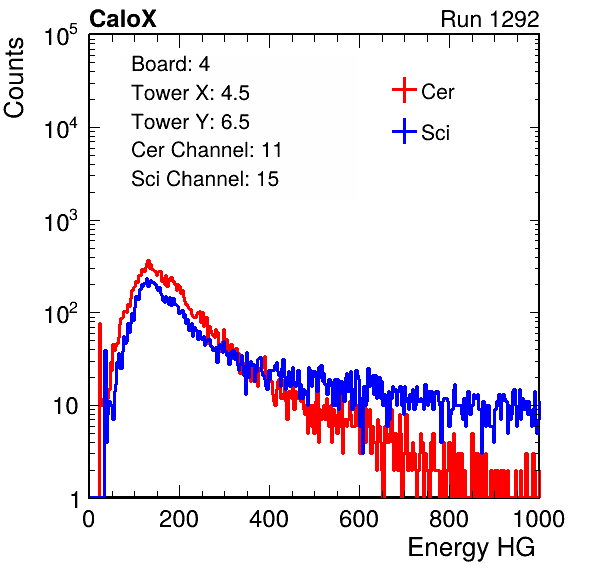 CaloX Run 1292
Counts
10^5
10^4
10^3
10^2
10
1
Board: 4
Tower X: 4.5
Tower Y: 6.5
Cer Channel: 11
Sci Channel: 15
Cer
Sci
0 200 400 600 800 1000
Energy HG